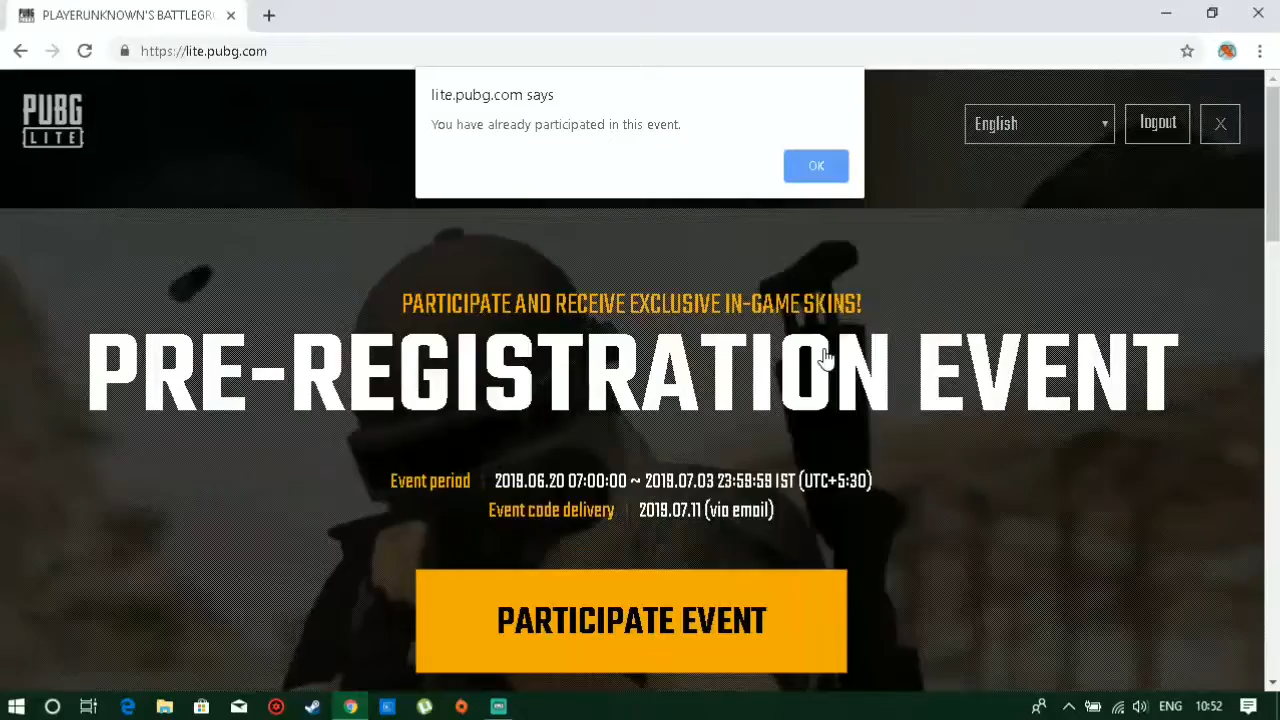 PLAYERUNKNOWN'S BATTLEGR
https://lite.pubg.com
PUBG
LITE
lite.pubg.com says
You have already participated in this event.
OK
English
logout
X
PARTICIPATE AND RECEIVE EXCLUSIVE IN-GAME SKINS!
PRE-REGISTRATION EVENT
Event period 2019.06.20 07:00:00 ~ 2019.07.03 23:59:59 IST (UTC+5:30)
Event code delivery 2019.07.11 (via email)
PARTICIPATE EVENT
ENG
10:52